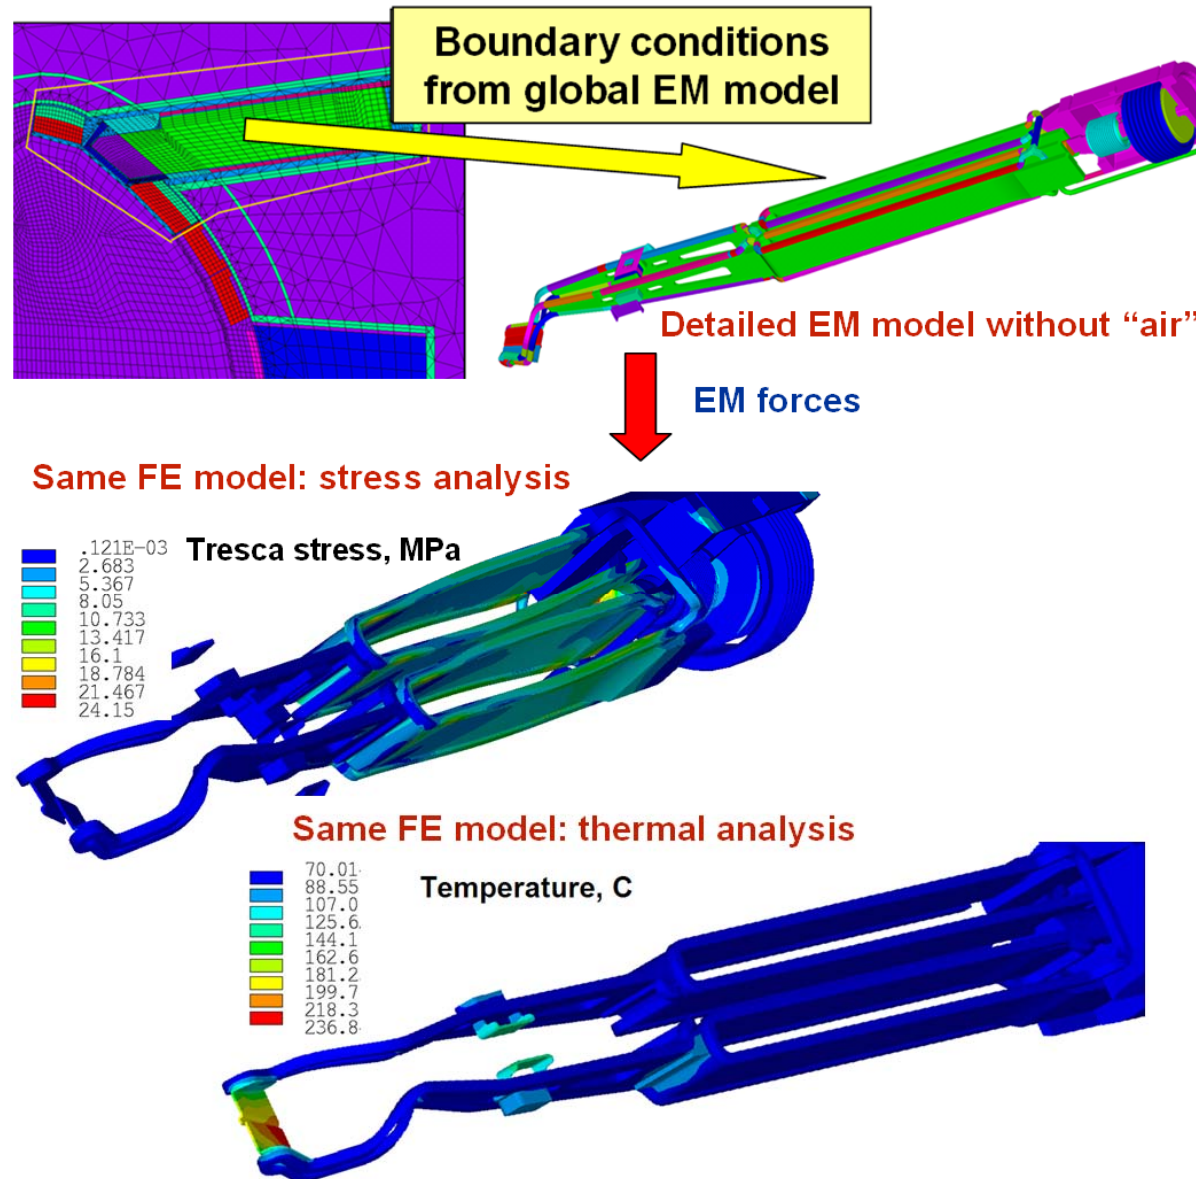 Boundary conditions
from global EM model
Detailed EM model without “air”
EM forces
Same FE model: stress analysis
Tresca stress, MPa
.121E-03
2.683
5.367
8.05
10.733
13.417
16.1
18.784
21.467
24.15
Same FE model: thermal analysis
Temperature, C
70.01
88.55
107.0
125.6
144.1
162.6
181.2
199.7
218.3
236.8